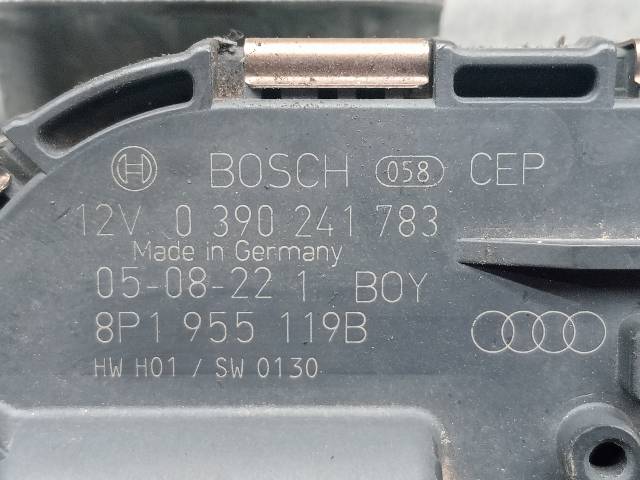 BOSCH 058 CEP
12V 0 390 241 783
Made in Germany
05-08-22 1 BOY
8P1 955 119B
HW H01 / SW 0130